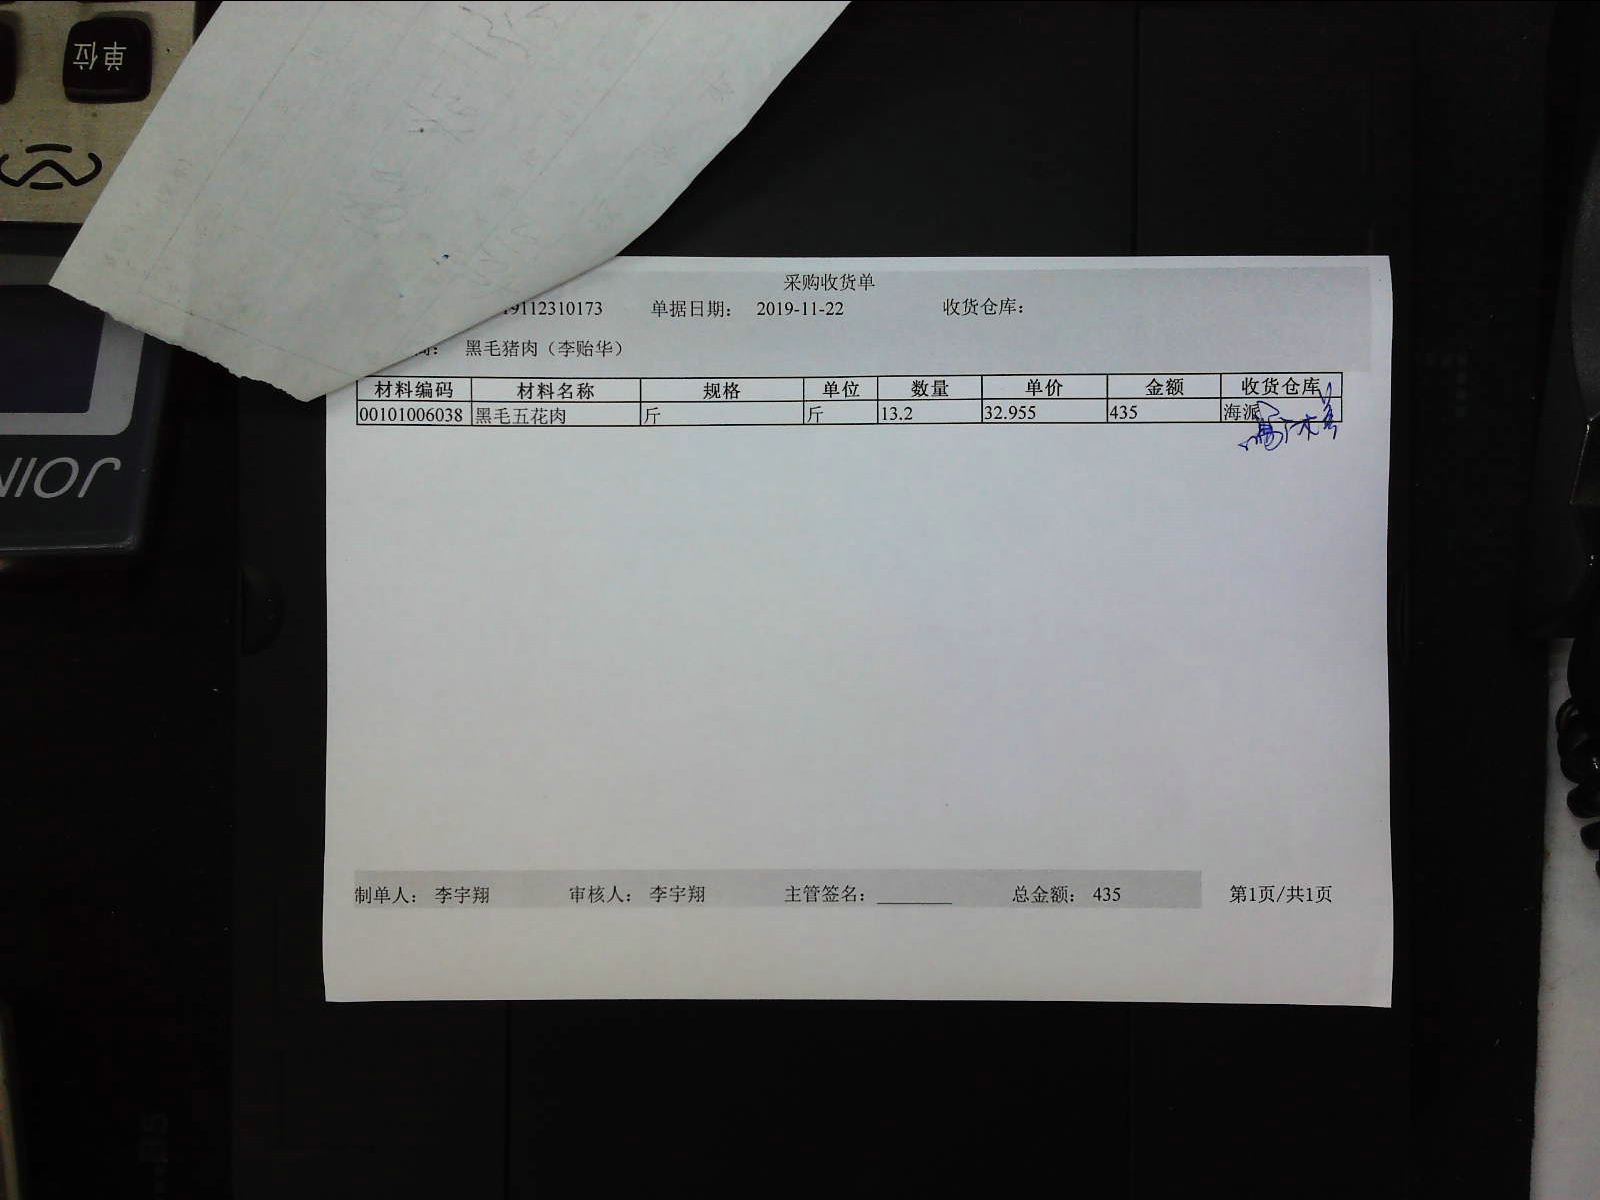 单位
JOINIOR
采购收货单
19112310173 单据日期: 2019-11-22 收货仓库:
商: 黑毛猪肉（李贻华）
材料编码 材料名称 规格 单位 数量 单价 金额 收货仓库
00101006038 黑毛五花肉 斤 斤 13.2 32.955 435 海派
制单人: 李宇翔 审核人: 李宇翔 主管签名: 总金额: 435 第1页/共1页